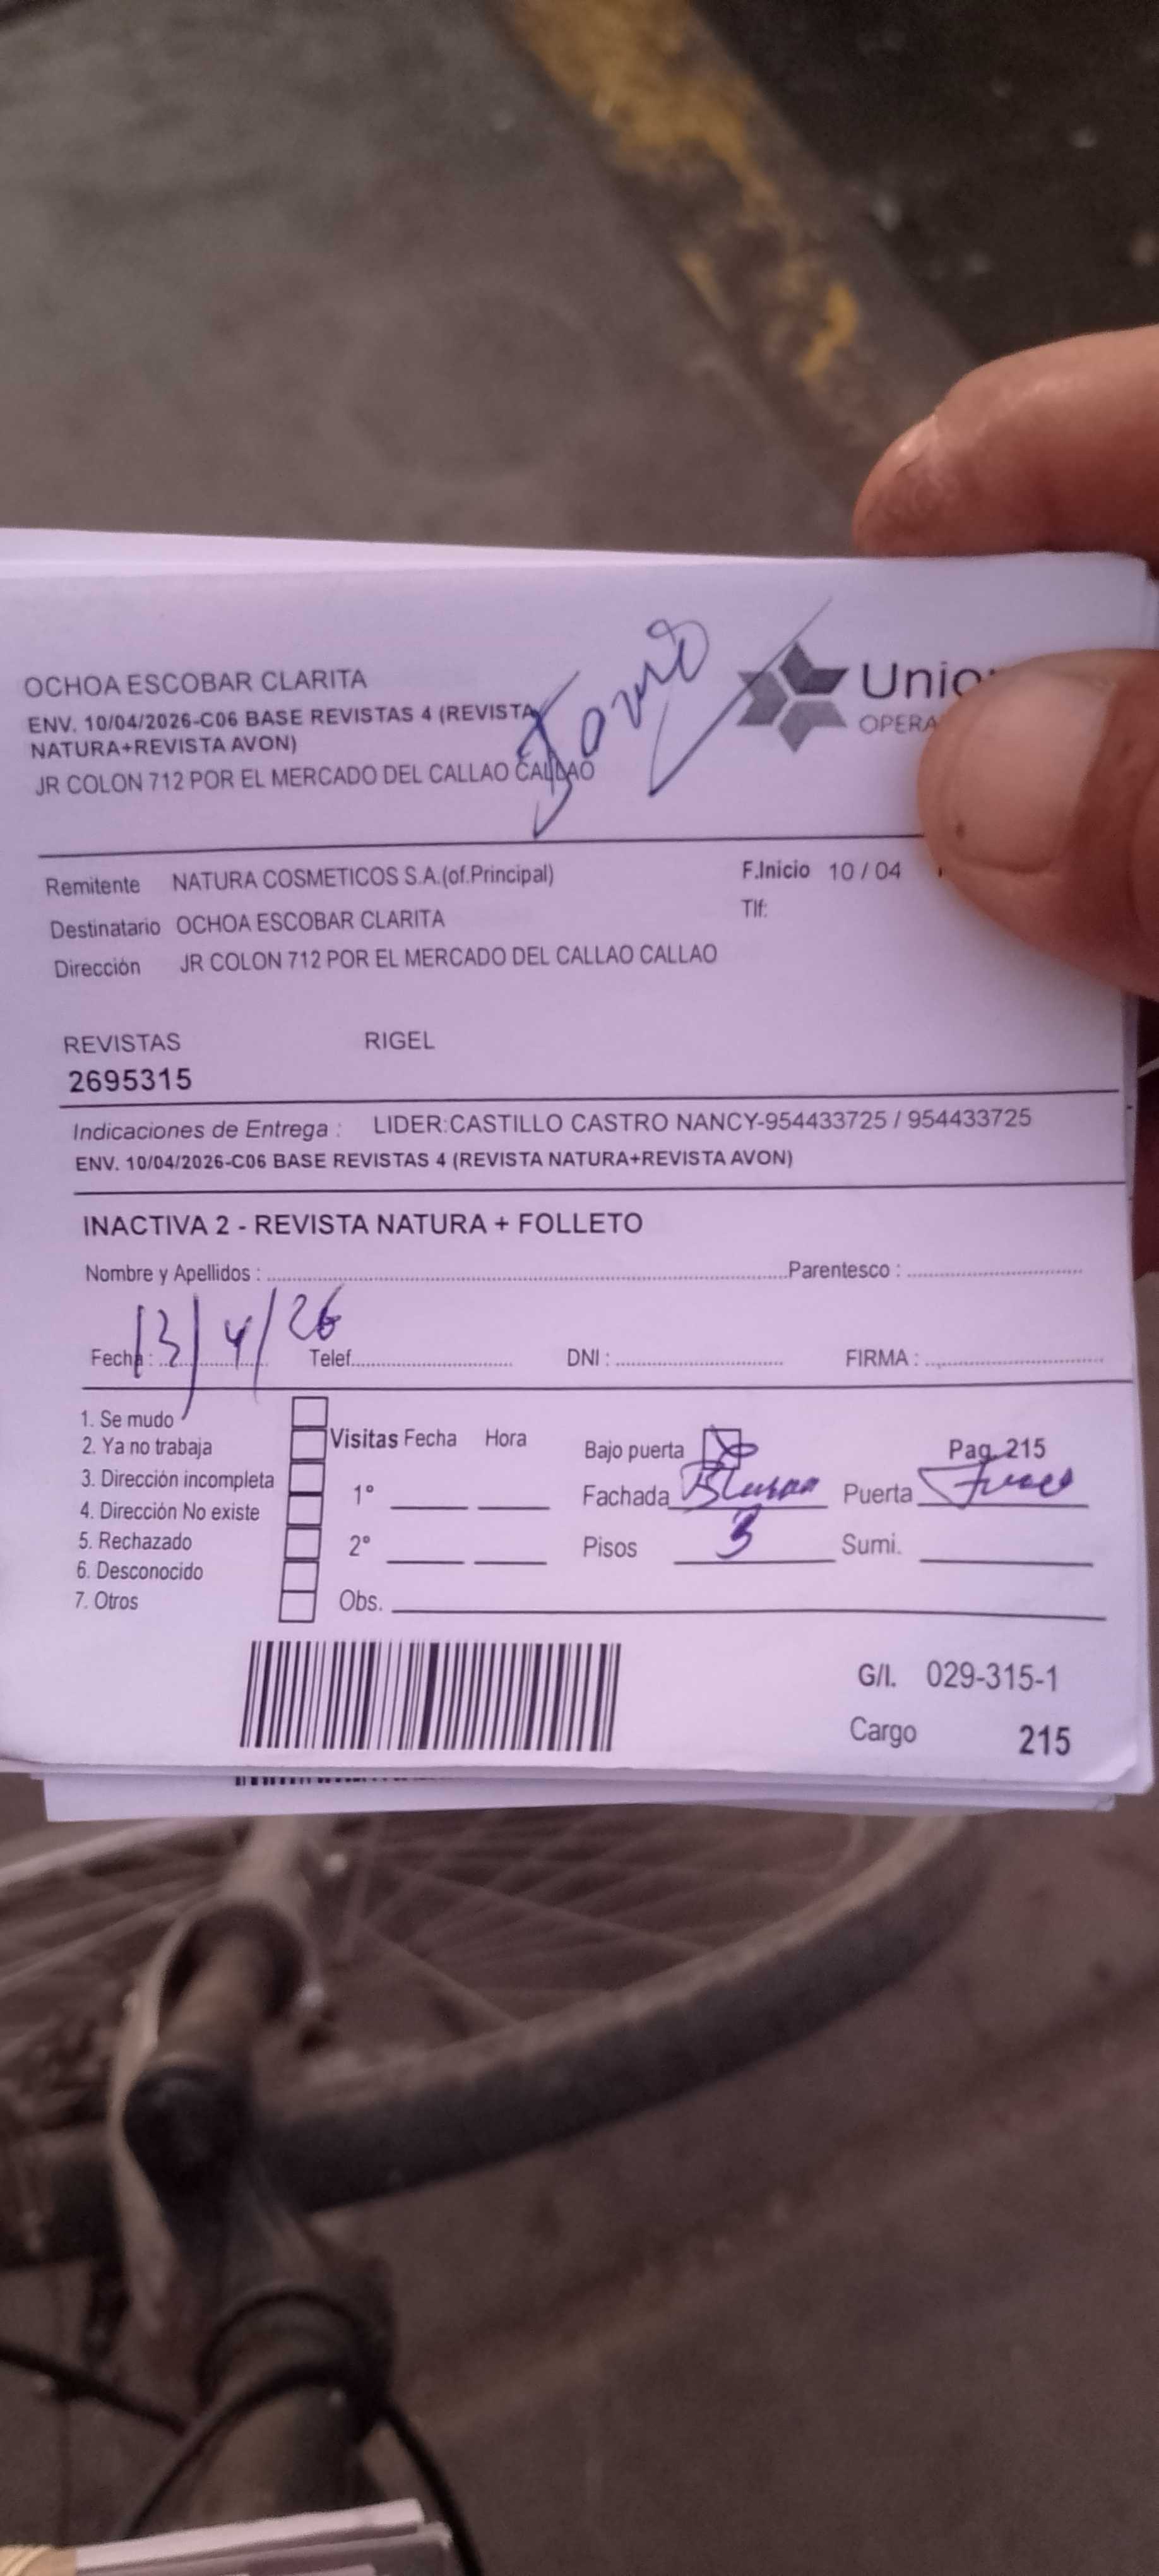 OCHOA ESCOBAR CLARITA
ENV. 10/04/2026-C06 BASE REVISTAS 4 (REVISTA
NATURA+REVISTA AVON)
JR COLON 712 POR EL MERCADO DEL CALLAO CALLAO
Unio
OPERA
Remitente NATURA COSMETICOS S.A.(of.Principal)
F.Inicio 10 / 04
Destinatario OCHOA ESCOBAR CLARITA
Tlf:
Dirección JR COLON 712 POR EL MERCADO DEL CALLAO CALLAO
REVISTAS RIGEL
2695315
Indicaciones de Entrega : LIDER:CASTILLO CASTRO NANCY-954433725 / 954433725
ENV. 10/04/2026-C06 BASE REVISTAS 4 (REVISTA NATURA+REVISTA AVON)
INACTIVA 2 - REVISTA NATURA + FOLLETO
Nombre y Apellidos : Parentesco :
Fecha : 13/4/26 Telef. DNI : FIRMA :
1. Se mudo
2. Ya no trabaja
3. Dirección incompleta
4. Dirección No existe
5. Rechazado
6. Desconocido
7. Otros
Visitas Fecha Hora
1°
2°
Obs.
Bajo puerta Pag. 215
Fachada Puerta
Pisos 3 Sumi.
G/I. 029-315-1
Cargo 215